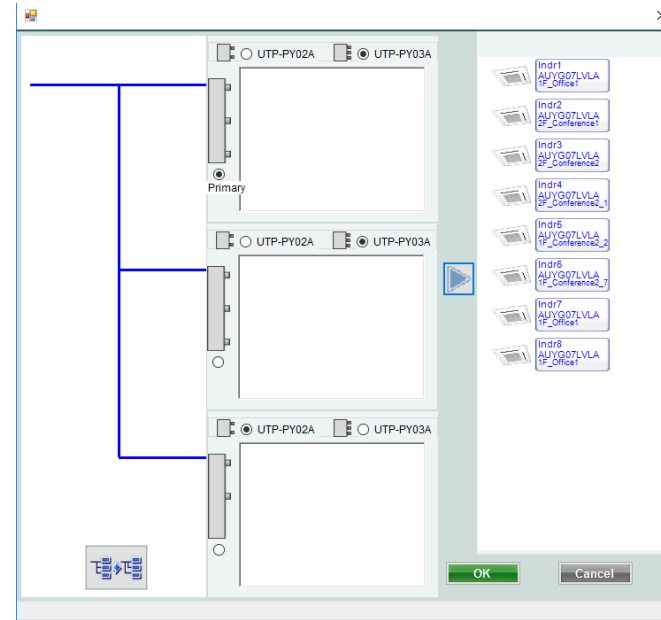 UTP-PY02A UTP-PY03A
Primary
UTP-PY02A UTP-PY03A
UTP-PY02A UTP-PY03A
Indr1
AUYG07LVLA
1F_Office1
Indr2
AUYG07LVLA
2F_Conference1
Indr3
AUYG07LVLA
2F_Conference2
Indr4
AUYG07LVLA
2F_Conference2_1
Indr5
AUYG07LVLA
1F_Conference2_2
Indr6
AUYG07LVLA
1F_Conference2_7
Indr7
AUYG07LVLA
1F_Office1
Indr8
AUYG07LVLA
1F_Office1
OK Cancel